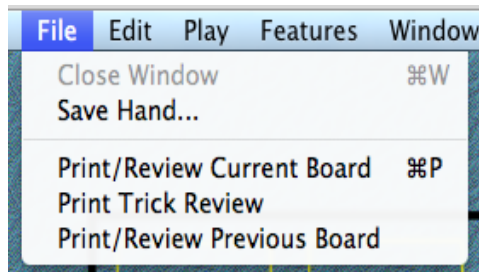 File Edit Play Features Window
Close Window ⌘W
Save Hand...
Print/Review Current Board ⌘P
Print Trick Review
Print/Review Previous Board